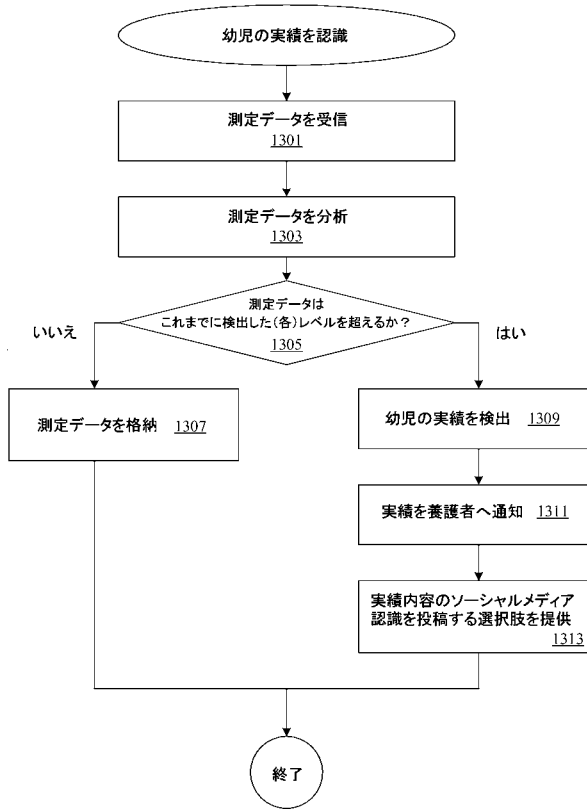 幼児の実績を認識
測定データを受信
1301
測定データを分析
1303
測定データは
これまでに検出した(各)レベルを超えるか？
1305
いいえ
はい
測定データを格納 1307
幼児の実績を検出 1309
実績を養護者へ通知 1311
実績内容のソーシャルメディア
認識を投稿する選択肢を提供
1313
終了